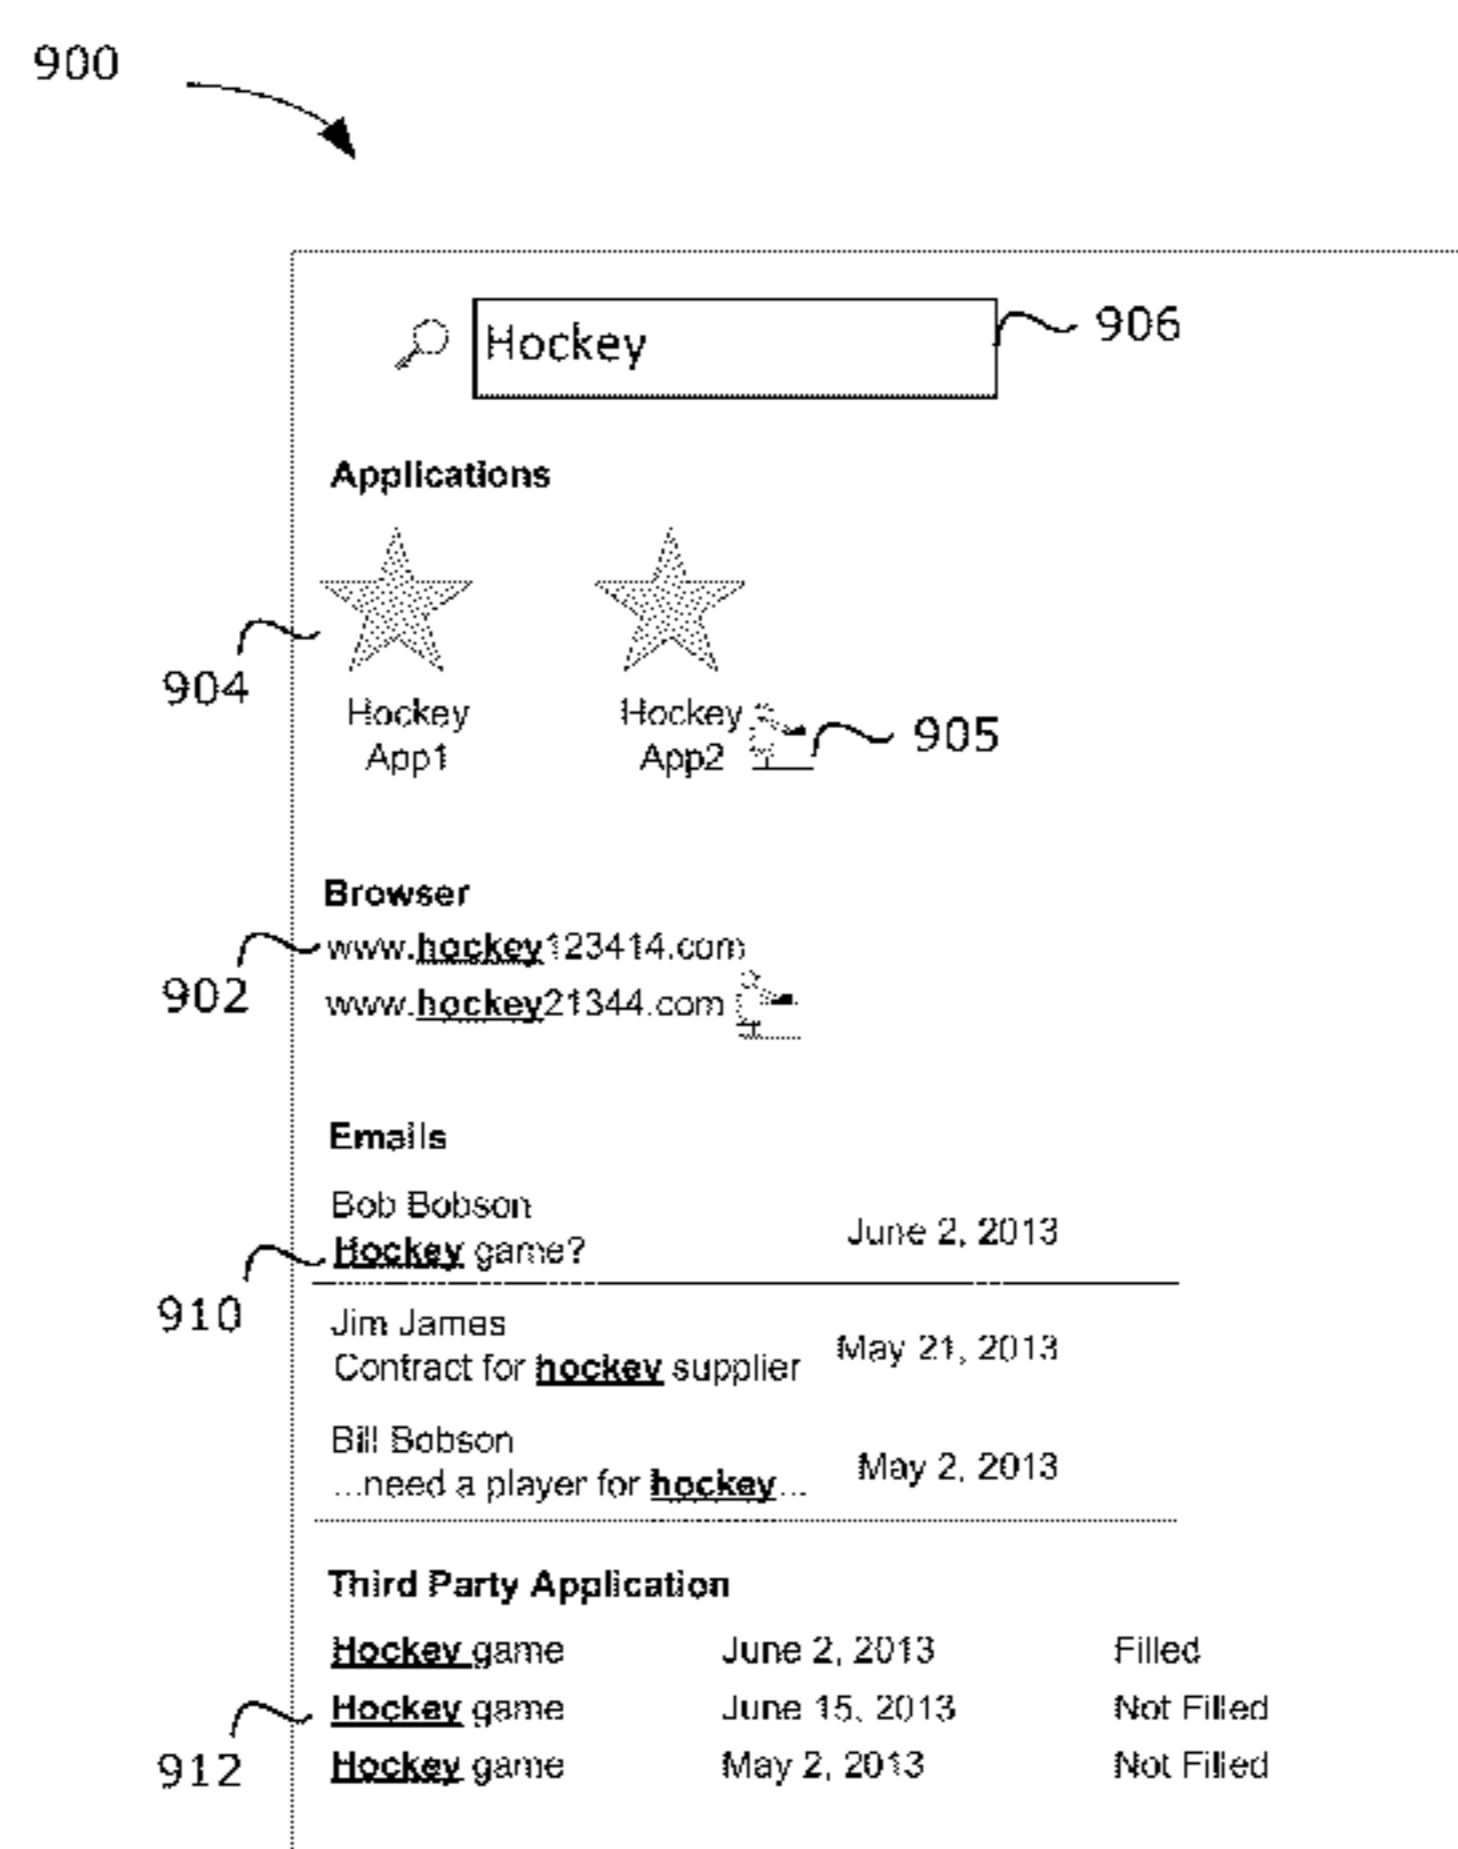 900
Hockey
906
Applications
904
Hockey
App1
Hockey
App2
905
Browser
www.hockey123414.com
902
www.hockey21344.com
Emails
Bob Bobson
Hockey game?
June 2, 2013
910
Jim James
Contract for hockey supplier
May 21, 2013
Bill Bobson
...need a player for hockey...
May 2, 2013
Third Party Application
Hockey game June 2, 2013 Filled
Hockey game June 15, 2013 Not Filled
912
Hockey game May 2, 2013 Not Filled